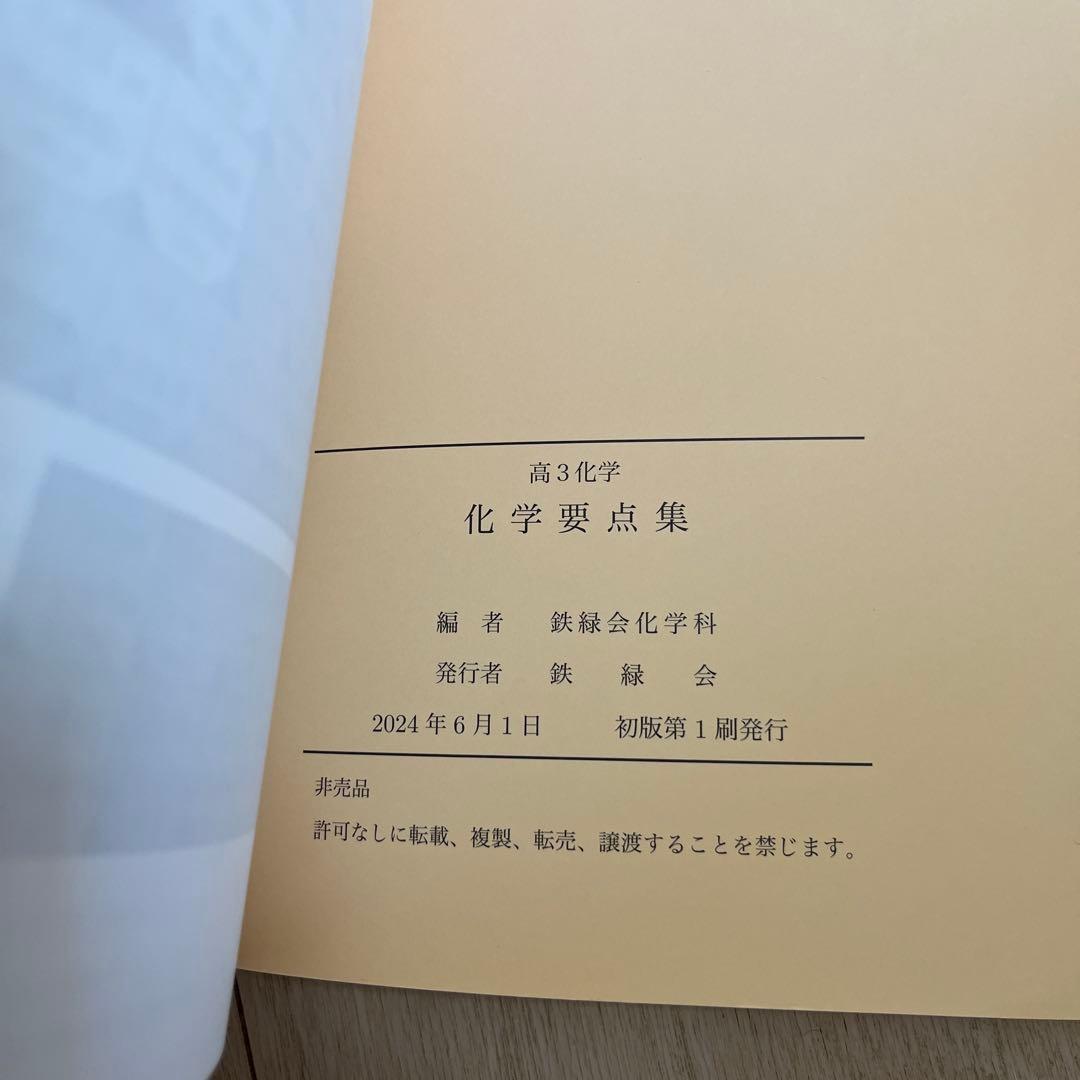 高3化学
化学要点集
編者 鉄緑会化学科
発行者 鉄緑会
2024年6月1日 初版第1刷発行
非売品
許可なしに転載、複製、転売、譲渡することを禁じます。